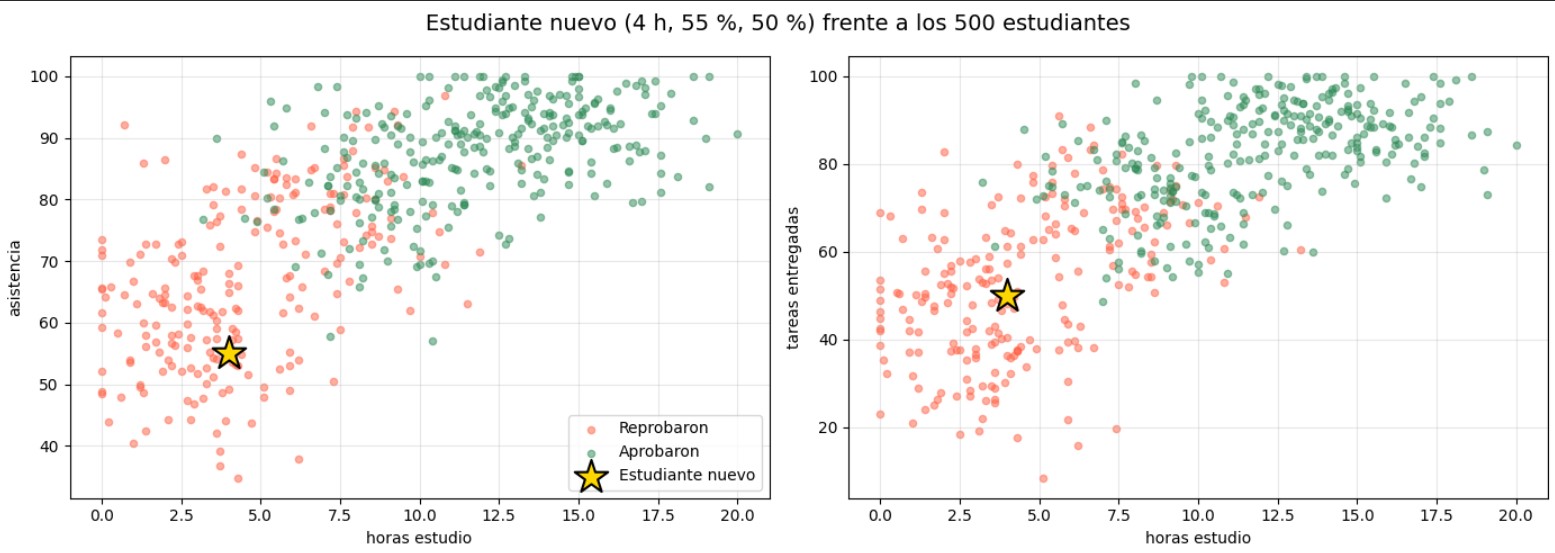 Estudiante nuevo (4 h, 55 %, 50 %) frente a los 500 estudiantes
asistencia
100
90
80
70
60
50
40
0.0 2.5 5.0 7.5 10.0 12.5 15.0 17.5 20.0
horas estudio
Reprobaron
Aprobaron
Estudiante nuevo
tareas entregadas
100
80
60
40
20
0.0 2.5 5.0 7.5 10.0 12.5 15.0 17.5 20.0
horas estudio